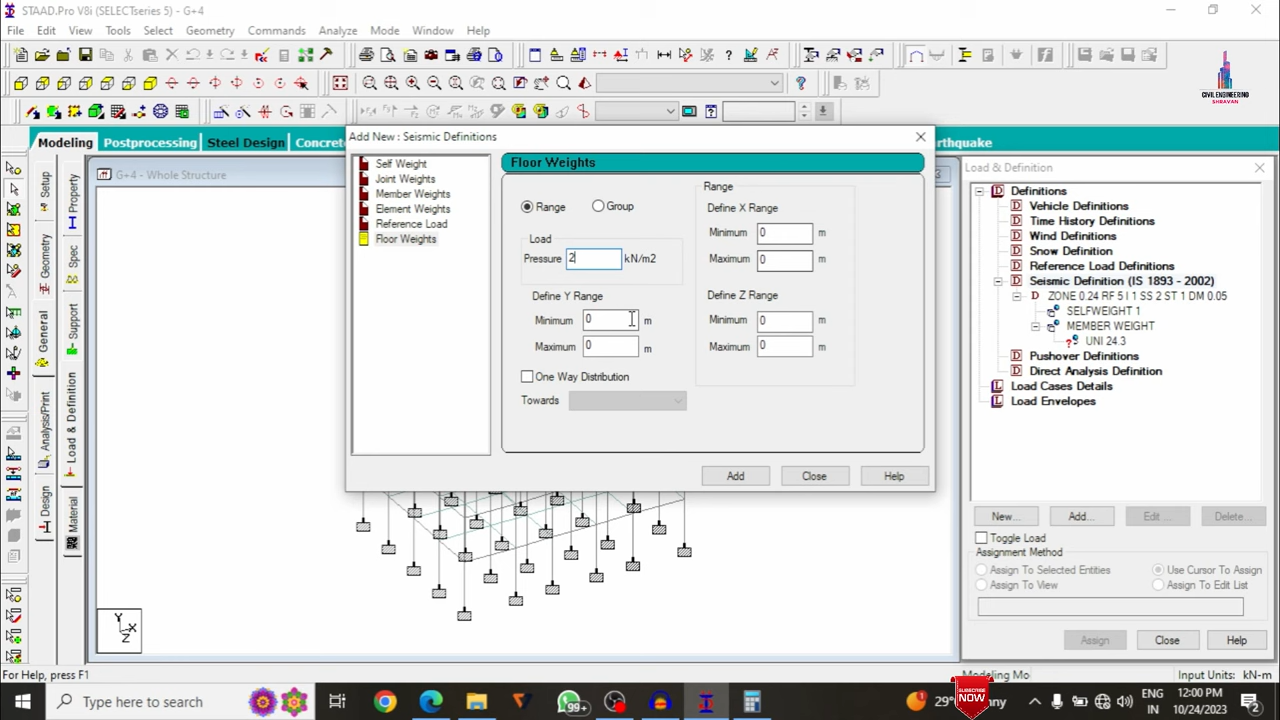 STAAD.Pro V8i (SELECTseries 5) - G+4
File Edit View Tools Select Geometry Commands Analyze Mode Window Help
CIVIL ENGINEERING
SHRAVAN
Modeling Postprocessing Steel Design Concrete
rthquake
G+4 - Whole Structure
Setup
Geometry
General
Analysis/Print
Design
Property
Spec
Support
Load & Definition
Material
Add New : Seismic Definitions
Self Weight
Joint Weights
Member Weights
Element Weights
Reference Load
Floor Weights
Floor Weights
Range Group
Load
Pressure 2 kN/m2
Define Y Range
Minimum 0 m
Maximum 0 m
One Way Distribution
Towards
Range
Define X Range
Minimum 0 m
Maximum 0 m
Define Z Range
Minimum 0 m
Maximum 0 m
Add Close Help
Load & Definition
Definitions
Vehicle Definitions
Time History Definitions
Wind Definitions
Snow Definition
Reference Load Definitions
Seismic Definition (IS 1893 - 2002)
ZONE 0.24 RF 5 I 1 SS 2 ST 1 DM 0.05
SELFWEIGHT 1
MEMBER WEIGHT
UNI 24.3
Pushover Definitions
Direct Analysis Definition
Load Cases Details
Load Envelopes
New... Add... Edit ... Delete...
Toggle Load
Assignment Method
Assign To Selected Entities Use Cursor To Assign
Assign To View Assign To Edit List
Assign Close Help
Y
X
Z
For Help, press F1
Modeling Mo
Input Units: kN-m
Type here to search
99+
29°
nny
SUBSCRIBE
NOW
ENG
IN
12:00 PM
10/24/2023
2